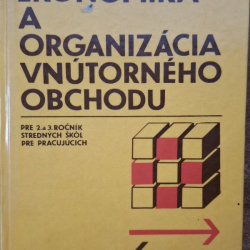 EKONOMIKA
A
ORGANIZÁCIA
VNÚTORNÉHO
OBCHODU
PRE 2. a 3. ROČNÍK
STREDNÝCH ŠKÔL
PRE PRACUJÚCICH